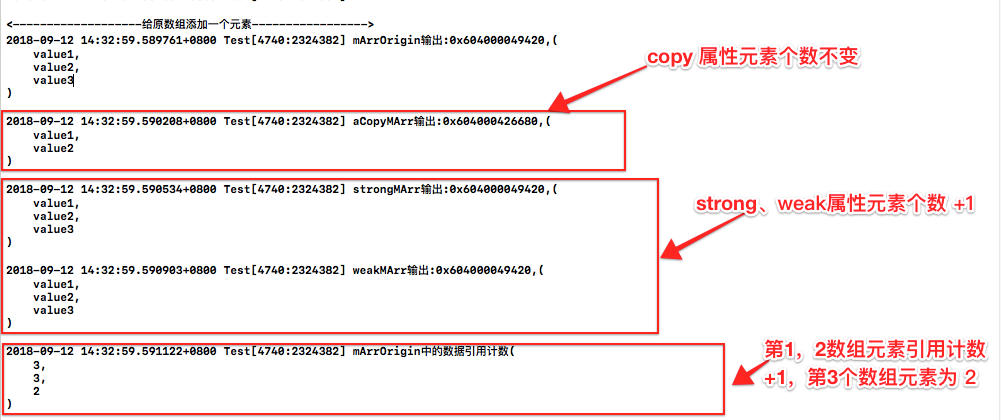 <-------------------给原数组添加一个元素----------------->
2018-09-12 14:32:59.589761+0800 Test[4740:2324382] mArrOrigin输出:0x604000049420,(
value1,
value2,
value3
)
copy 属性元素个数不变
2018-09-12 14:32:59.590208+0800 Test[4740:2324382] aCopyMArr输出:0x604000426680,(
value1,
value2
)
2018-09-12 14:32:59.590534+0800 Test[4740:2324382] strongMArr输出:0x604000049420,(
value1,
value2,
value3
)
strong、weak属性元素个数 +1
2018-09-12 14:32:59.590903+0800 Test[4740:2324382] weakMArr输出:0x604000049420,(
value1,
value2,
value3
)
2018-09-12 14:32:59.591122+0800 Test[4740:2324382] mArrOrigin中的数据引用计数(
3,
3,
2
)
第1，2数组元素引用计数
+1，第3个数组元素为 2